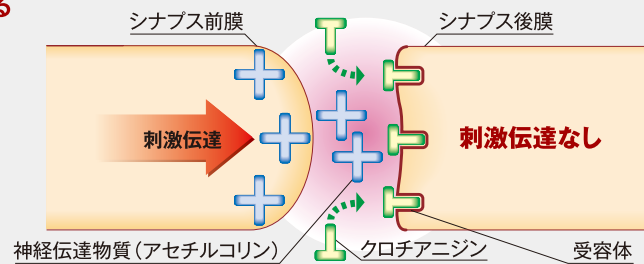 る
シナプス前膜
シナプス後膜
刺激伝達
刺激伝達なし
神経伝達物質（アセチルコリン）
クロチアニジン
受容体